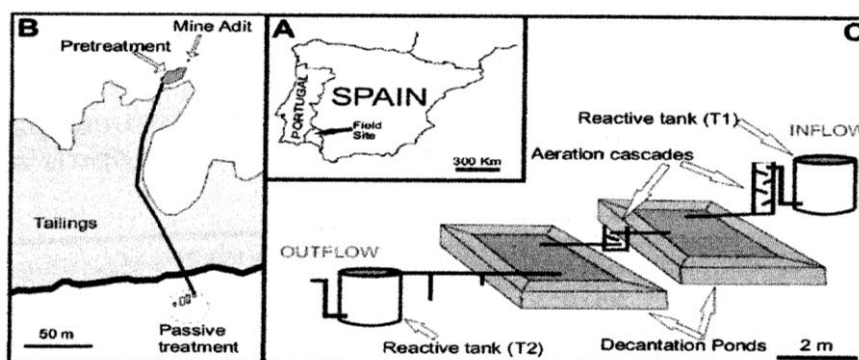 B
Mine Adit
Pretreatment
Tailings
50 m
Passive
treatment
A
PORTUGAL
SPAIN
Field
Site
300 Km
C
Reactive tank (T1)
INFLOW
Aeration cascades
OUTFLOW
Reactive tank (T2)
Decantation Ponds
2 m